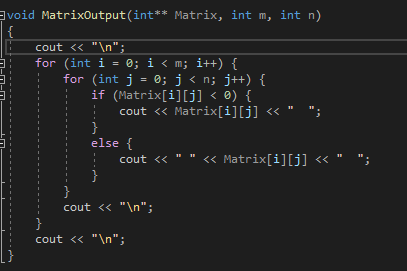 void MatrixOutput(int** Matrix, int m, int n)
{
    cout << "\n";
    for (int i = 0; i < m; i++) {
        for (int j = 0; j < n; j++) {
            if (Matrix[i][j] < 0) {
                cout << Matrix[i][j] << "  ";
            }
            else {
                cout << " " << Matrix[i][j] << "  ";
            }
        }
        cout << "\n";
    }
    cout << "\n";
}